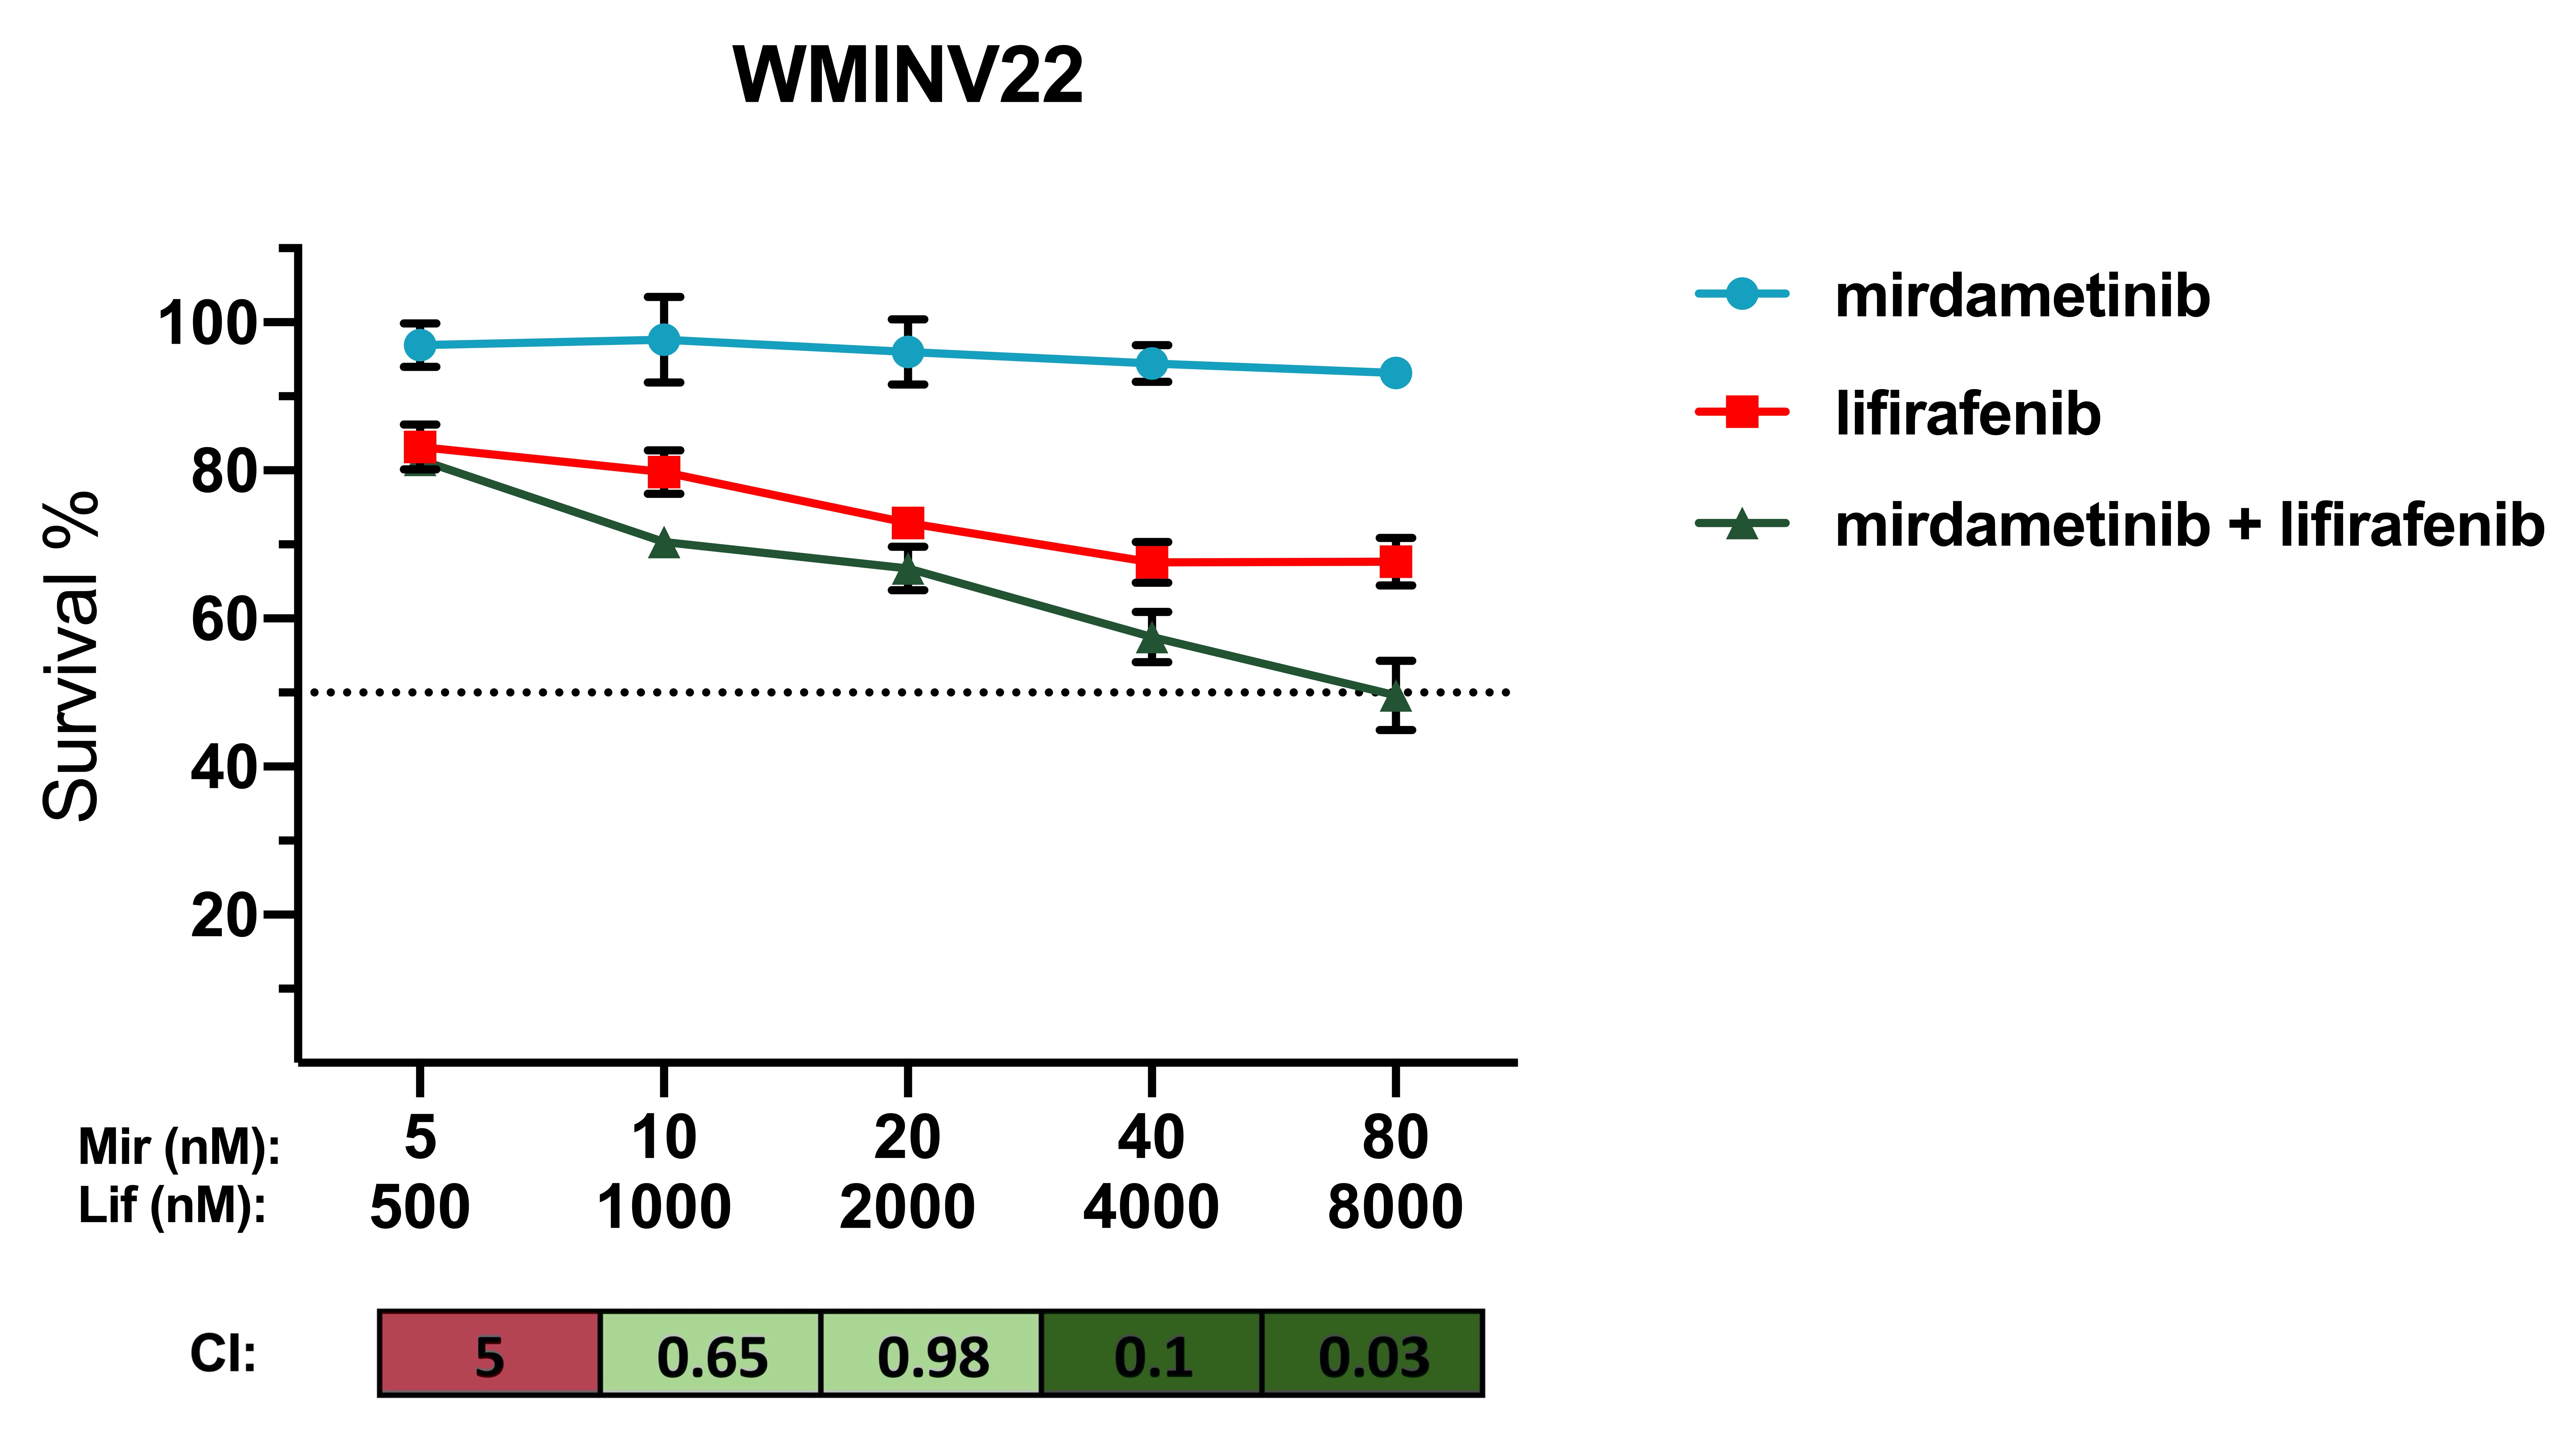 WMINV22
mirdametinib
lifirafenib
mirdametinib + lifirafenib
Survival %
100
80
60
40
20
Mir (nM): 5 10 20 40 80
Lif (nM): 500 1000 2000 4000 8000
CI: 5 0.65 0.98 0.1 0.03